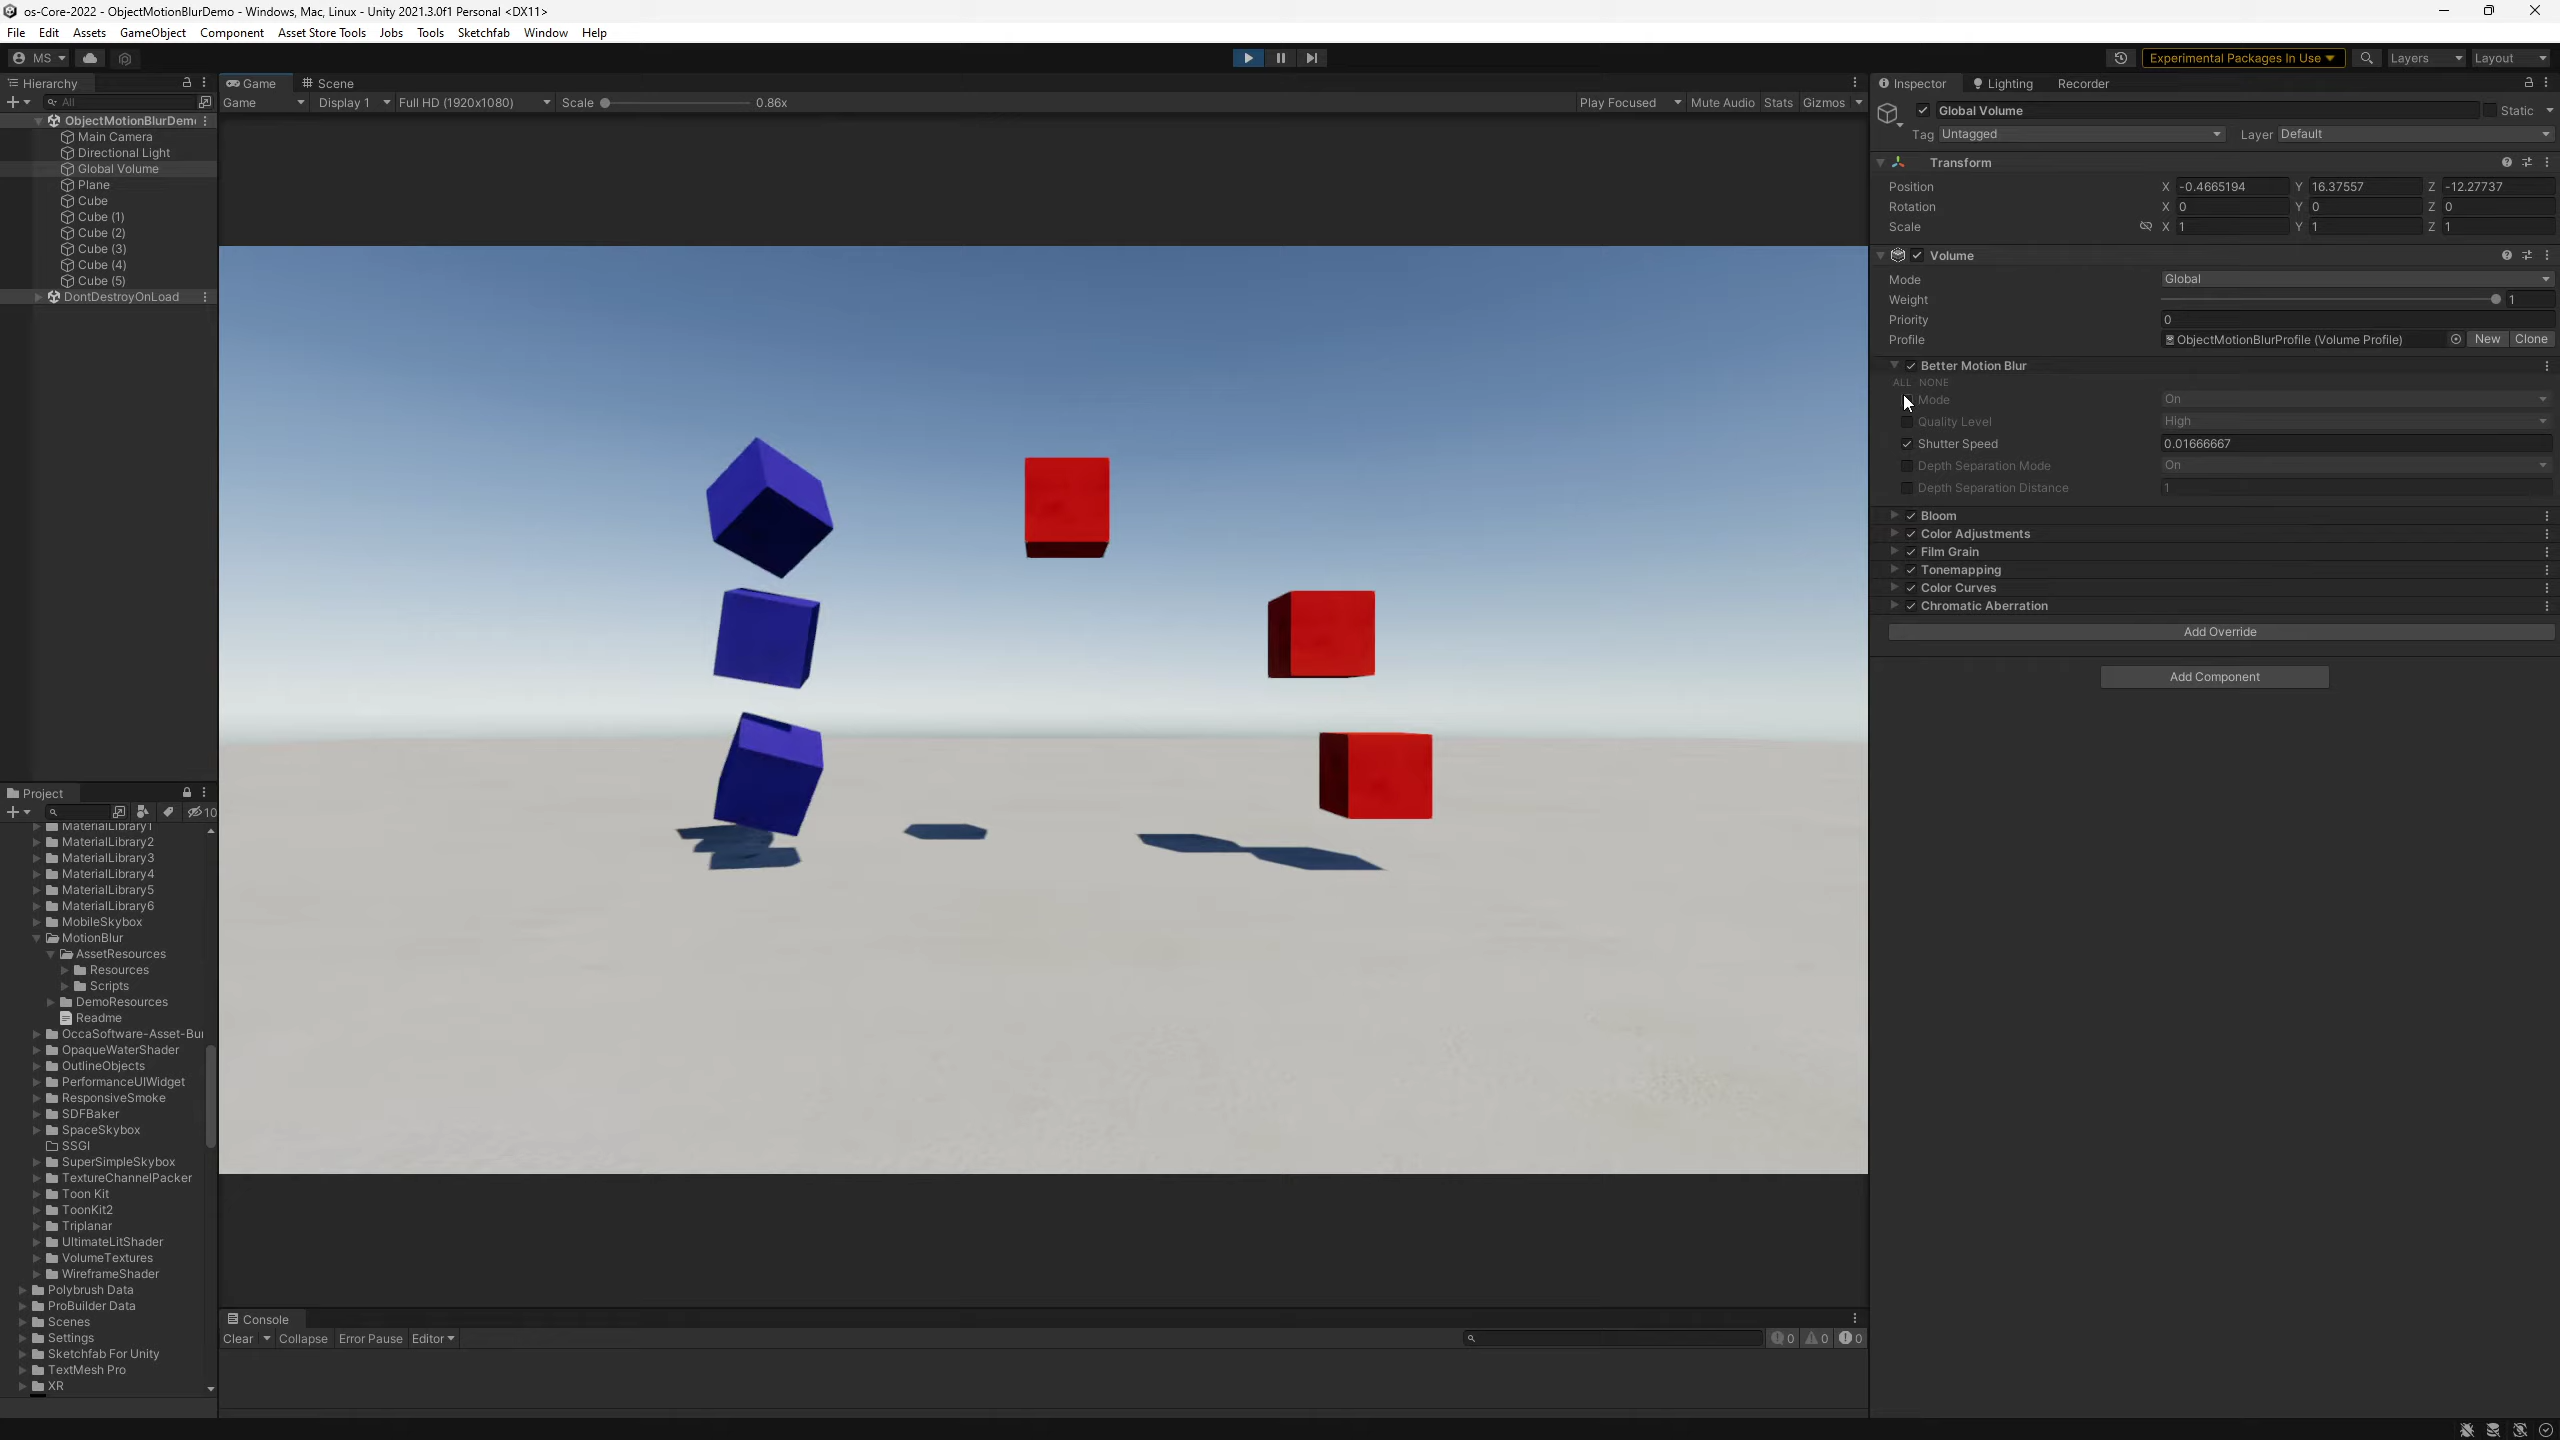 os-Core-2022 - ObjectMotionBlurDemo - Windows, Mac, Linux - Unity 2021.3.0f1 Personal <DX11>
File Edit Assets GameObject Component Asset Store Tools Jobs Tools Sketchfab Window Help
MS
Experimental Packages In Use
Layers
Layout
Hierarchy
All
ObjectMotionBlurDem
Main Camera
Directional Light
Global Volume
Plane
Cube
Cube (1)
Cube (2)
Cube (3)
Cube (4)
Cube (5)
DontDestroyOnLoad
Game Scene
Game Display 1 Full HD (1920x1080) Scale 0.86x Play Focused Mute Audio Stats Gizmos
Project
10
MaterialLibrary1
MaterialLibrary2
MaterialLibrary3
MaterialLibrary4
MaterialLibrary5
MaterialLibrary6
MobileSkybox
MotionBlur
AssetResources
Resources
Scripts
DemoResources
Readme
OccaSoftware-Asset-Bu
OpaqueWaterShader
OutlineObjects
PerformanceUIWidget
ResponsiveSmoke
SDFBaker
SpaceSkybox
SSGI
SuperSimpleSkybox
TextureChannelPacker
Toon Kit
ToonKit2
Triplanar
UltimateLitShader
VolumeTextures
WireframeShader
Polybrush Data
ProBuilder Data
Scenes
Settings
Sketchfab For Unity
TextMesh Pro
XR
Console
Clear Collapse Error Pause Editor 0 0 0
Inspector Lighting Recorder
Global Volume Static
Tag Untagged Layer Default
Transform
Position X -0.4665194 Y 16.37557 Z -12.27737
Rotation X 0 Y 0 Z 0
Scale X 1 Y 1 Z 1
Volume
Mode Global
Weight 1
Priority 0
Profile ObjectMotionBlurProfile (Volume Profile) New Clone
Better Motion Blur
ALL NONE
Mode On
Quality Level High
Shutter Speed 0.01666667
Depth Separation Mode On
Depth Separation Distance 1
Bloom
Color Adjustments
Film Grain
Tonemapping
Color Curves
Chromatic Aberration
Add Override
Add Component